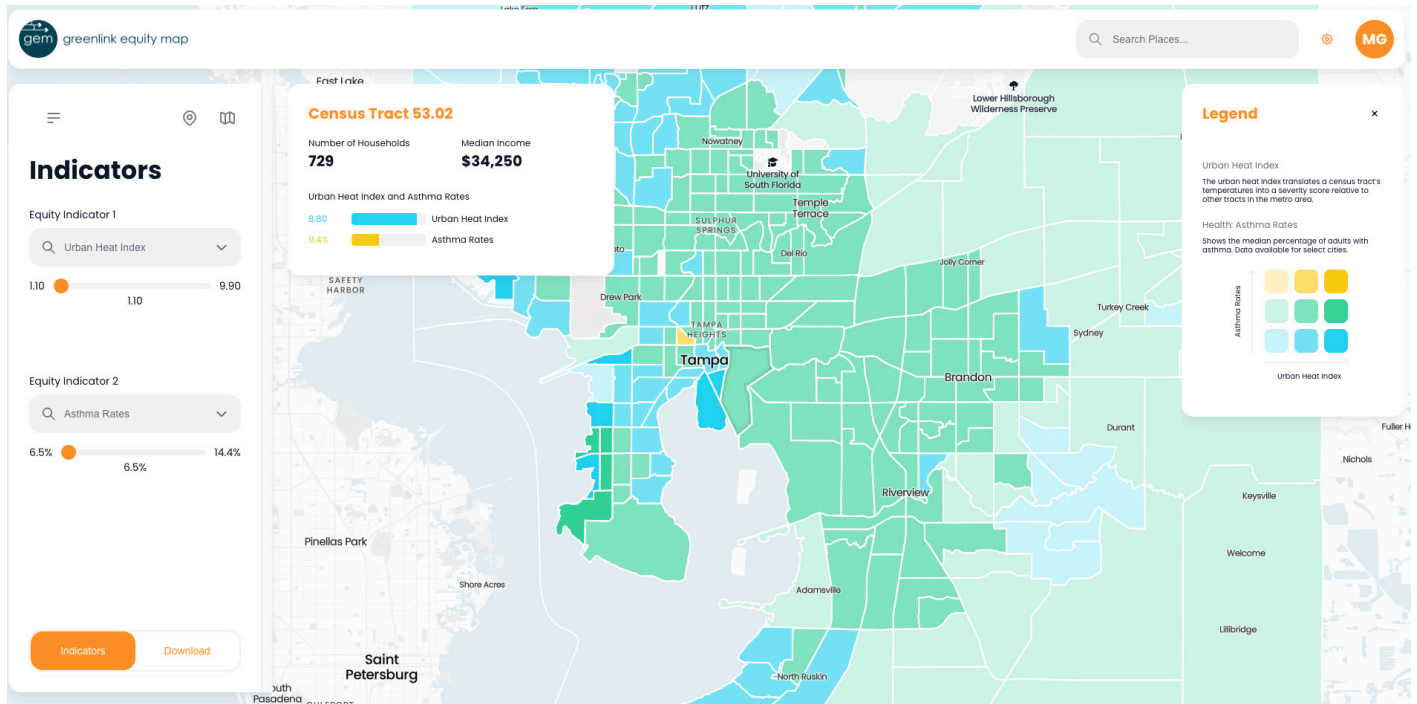 gem greenlink equity map
Search Places...
MG
Indicators
Equity Indicator 1
Urban Heat Index
1.10
9.90
1.10
Equity Indicator 2
Asthma Rates
6.5%
14.4%
6.5%
Indicators
Download
Census Tract 53.02
Number of Households
Median Income
729
$34,250
Urban Heat Index and Asthma Rates
8.80
Urban Heat Index
9.4%
Asthma Rates
East Lake
Lower Hillsborough
Wilderness Preserve
Nowatney
University of
South Florida
Temple
Terrace
SULPHUR
SPRINGS
Del Rio
Jolly Corner
SAFETY
HARBOR
Drew Park
Turkey Creek
TAMPA
HEIGHTS
Sydney
Tampa
Brandon
Durant
Fuller H
Nichols
Riverview
Keysville
Pinellas Park
Welcome
Shore Acres
Adamsville
Lillibridge
Saint
Petersburg
North Ruskin
outh
Pasadena
Legend
×
Urban Heat Index
The urban heat index translates a census tract's
temperatures into a severity score relative to
other tracts in the metro area.
Health: Asthma Rates
Shows the median percentage of adults with
asthma. Data available for select cities.
Asthma Rates
Urban Heat Index